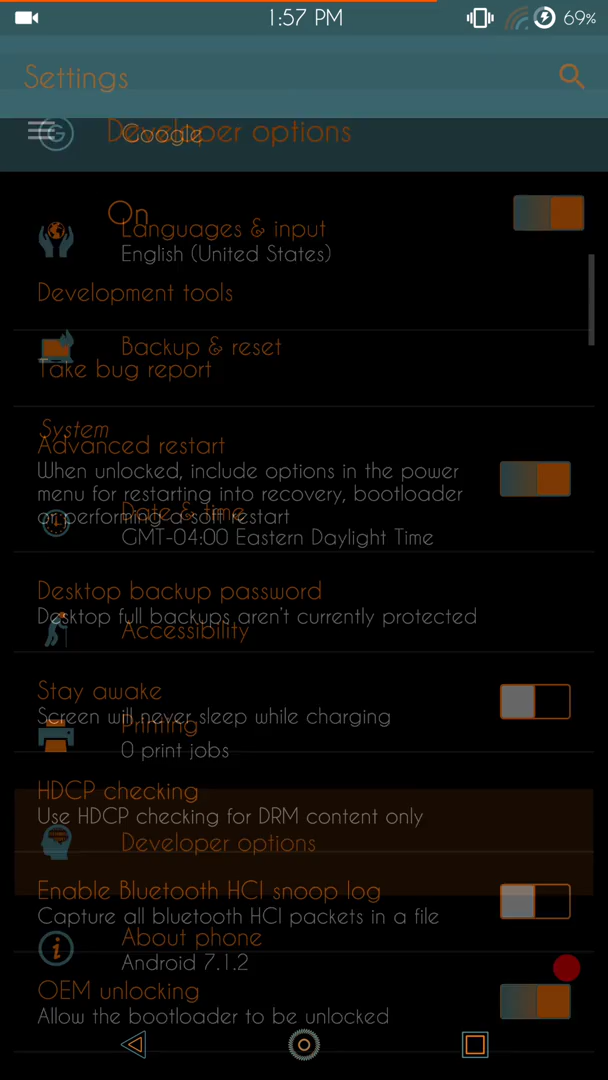 1:57 PM
69%
Settings
Google
Developer options
On
Languages & input
English (United States)
Development tools
Backup & reset
Take bug report
System
Advanced restart
When unlocked, include options in the power
menu for restarting into recovery, bootloader
or performing a soft restart
Date & time
GMT-04:00 Eastern Daylight Time
Desktop backup password
Desktop full backups aren't currently protected
Accessibility
Stay awake
Screen will never sleep while charging
Printing
0 print jobs
HDCP checking
Use HDCP checking for DRM content only
Developer options
Enable Bluetooth HCI snoop log
Capture all bluetooth HCI packets in a file
About phone
Android 7.1.2
OEM unlocking
Allow the bootloader to be unlocked